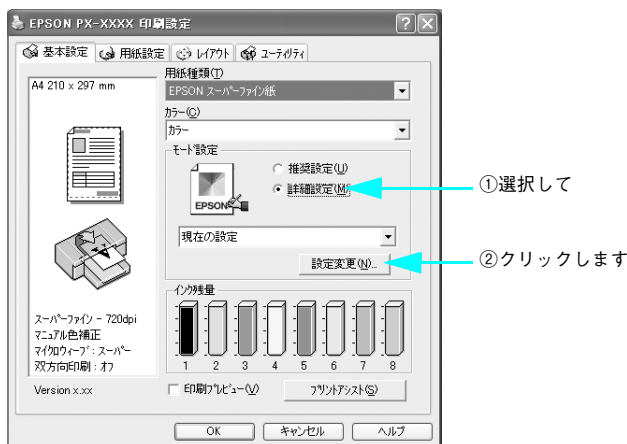 EPSON PX-XXXX 印刷設定
基本設定 用紙設定 レイアウト ユーティリティ
A4 210 x 297 mm
用紙種類(T)
EPSON スーパーファイン紙
カラー(C)
カラー
モード設定
推奨設定(U)
詳細設定(M)
①選択して
EPSON
現在の設定
設定変更(N)...
②クリックします
インク残量
スーパーファイン - 720dpi
マニュアル色補正
マイクロウィーブ: スーパー
双方向印刷: オフ
1 2 3 4 5 6 7 8
Version x.xx
印刷プレビュー(V)
プリントアシスト(S)
OK キャンセル ヘルプ